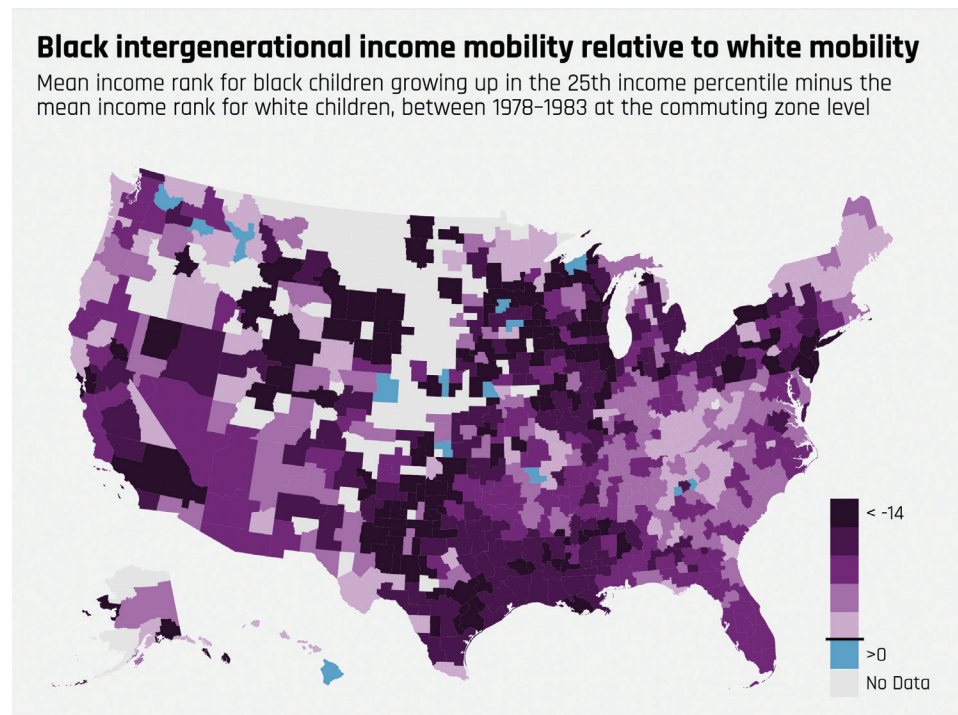 Black intergenerational income mobility relative to white mobility
Mean income rank for black children growing up in the 25th income percentile minus the
mean income rank for white children, between 1978–1983 at the commuting zone level
< -14
>0
No Data